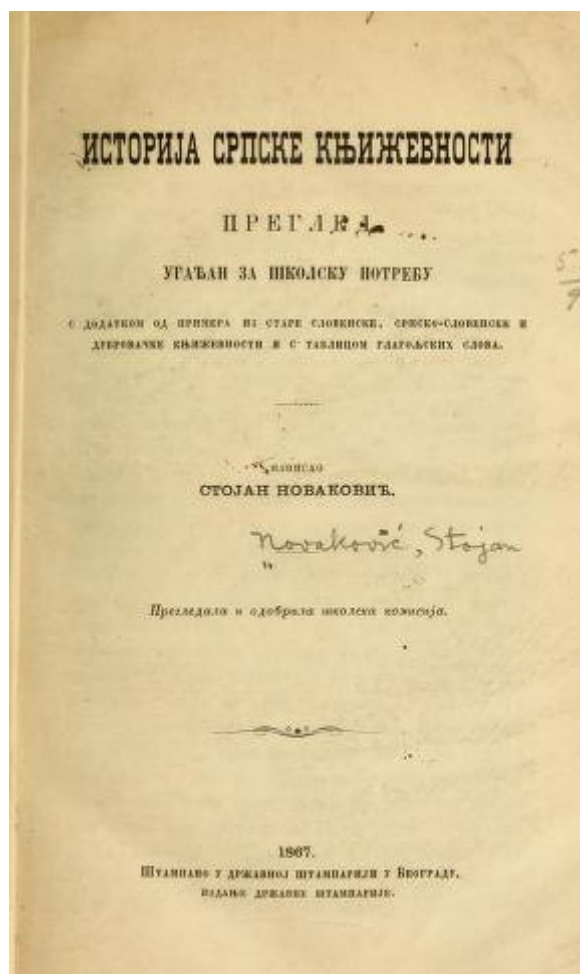 ИСТОРИЈА СРПСКЕ КЊИЖЕВНОСТИ
ПРЕГЛЕД
УГАЂАН ЗА ШКОЛСКУ ПОТРЕБУ
С ДОДАТКОМ ОД ПРИМЕРА ИЗ СТАРЕ СЛОВЕНСКЕ, СРПСКО-СЛОВЕНСКЕ И
ДУБРОВАЧКЕ КЊИЖЕВНОСТИ И С ТАБЛИЦОМ ГЛАГОЉСКИХ СЛОВА.
5
9
НАПИСАО
СТОЈАН НОВАКОВИЋ.
Novaković, Stojan
Прегледала и одобрила школска комисија.
1867.
ШТАМПАНО У ДРЖАВНОЈ ШТАМПАРИЈИ У БЕОГРАДУ.
ИЗДАЊЕ ДРЖАВНЕ ШТАМПАРИЈЕ.